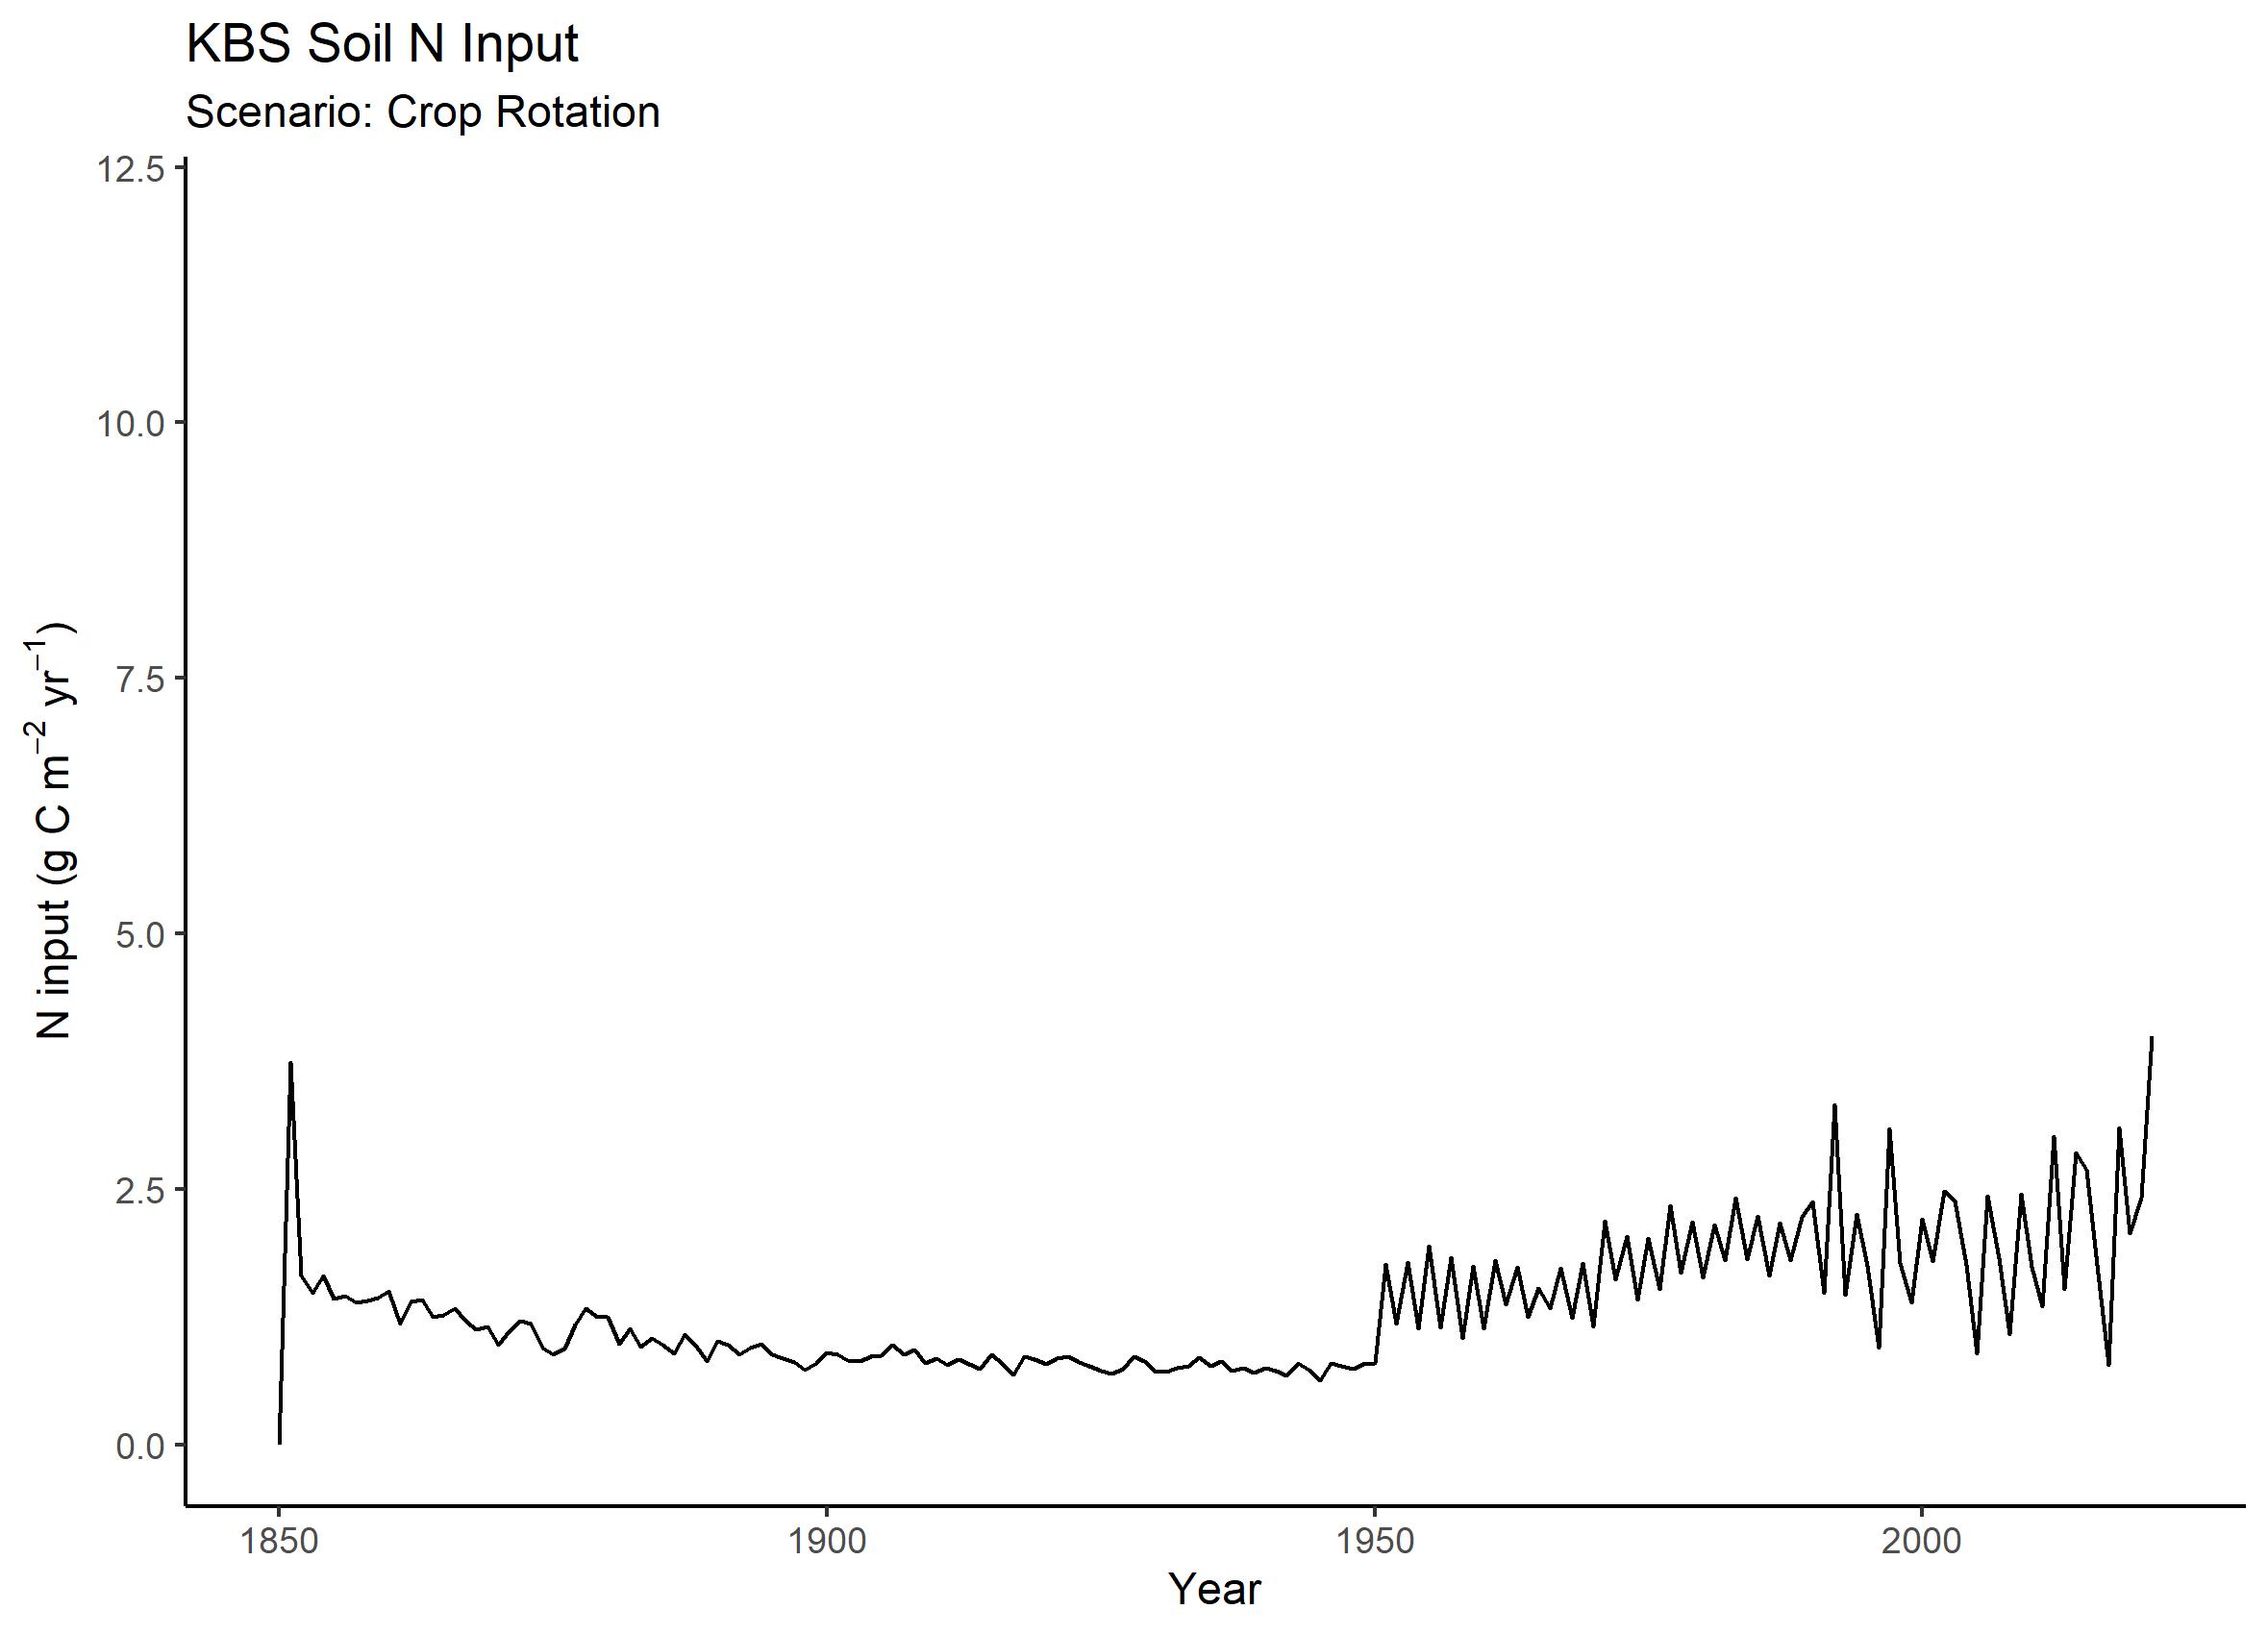 KBS Soil N Input
Scenario: Crop Rotation
12.5
10.0
7.5
5.0
2.5
0.0
N input (g C m⁻² yr⁻¹)
1850 1900 1950 2000
Year